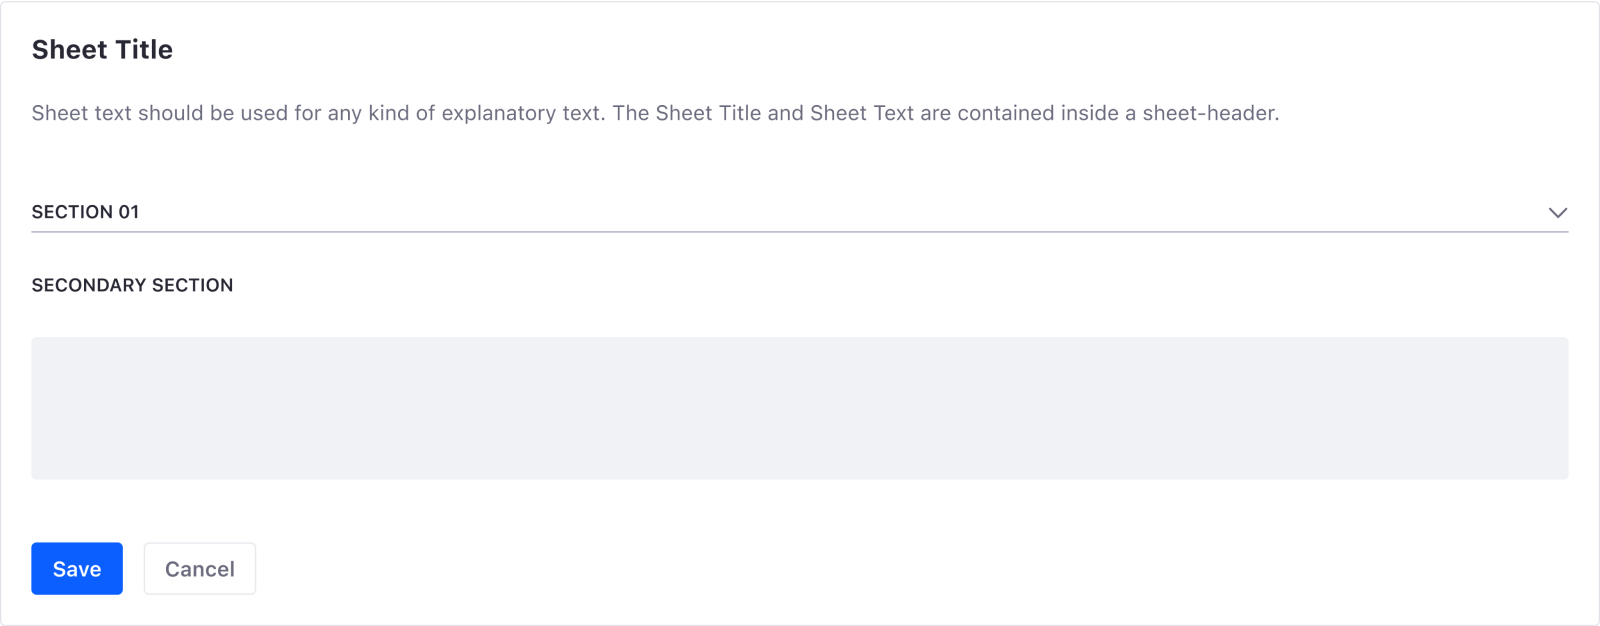 Sheet Title
Sheet text should be used for any kind of explanatory text. The Sheet Title and Sheet Text are contained inside a sheet-header.
SECTION 01
SECONDARY SECTION
Save
Cancel